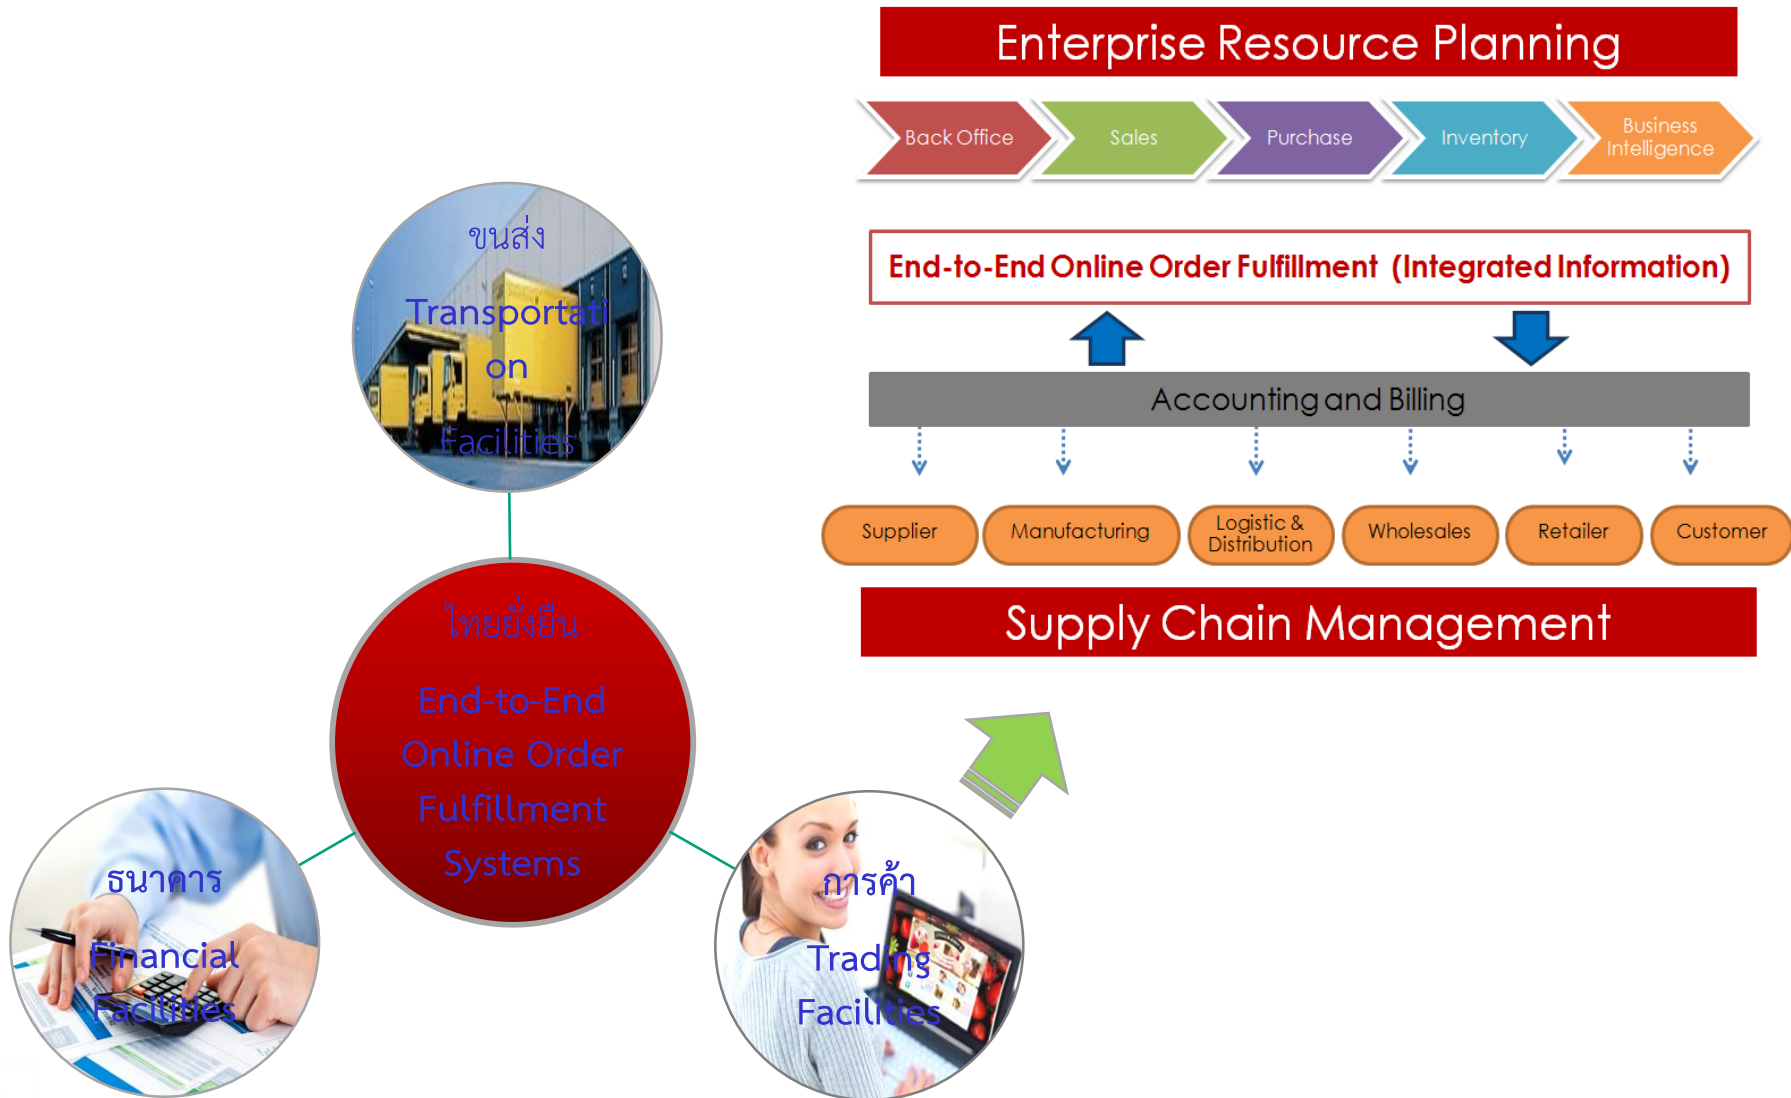 Enterprise Resource Planning
Back Office
Sales
Purchase
Inventory
Business
Intelligence
End-to-End Online Order Fulfillment (Integrated Information)
Accounting and Billing
Supplier
Manufacturing
Logistic &
Distribution
Wholesales
Retailer
Customer
Supply Chain Management
ขนส่ง
Transportati
on
Facilities
ไทยยั่งยืน
End-to-End
Online Order
Fulfillment
Systems
ธนาคาร
Financial
Facilities
การค้า
Trading
Facilities